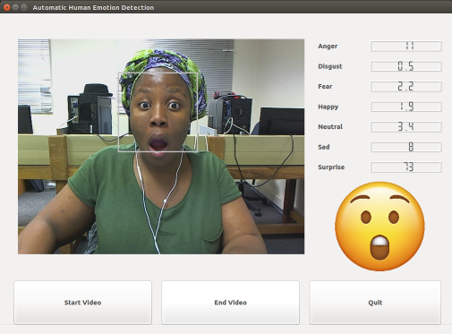 Automatic Human Emotion Detection
Anger 11
Disgust 0.5
Fear 2.2
Happy 1.9
Neutral 3.4
Sad 8
Surprise 73
Start Video
End Video
Quit